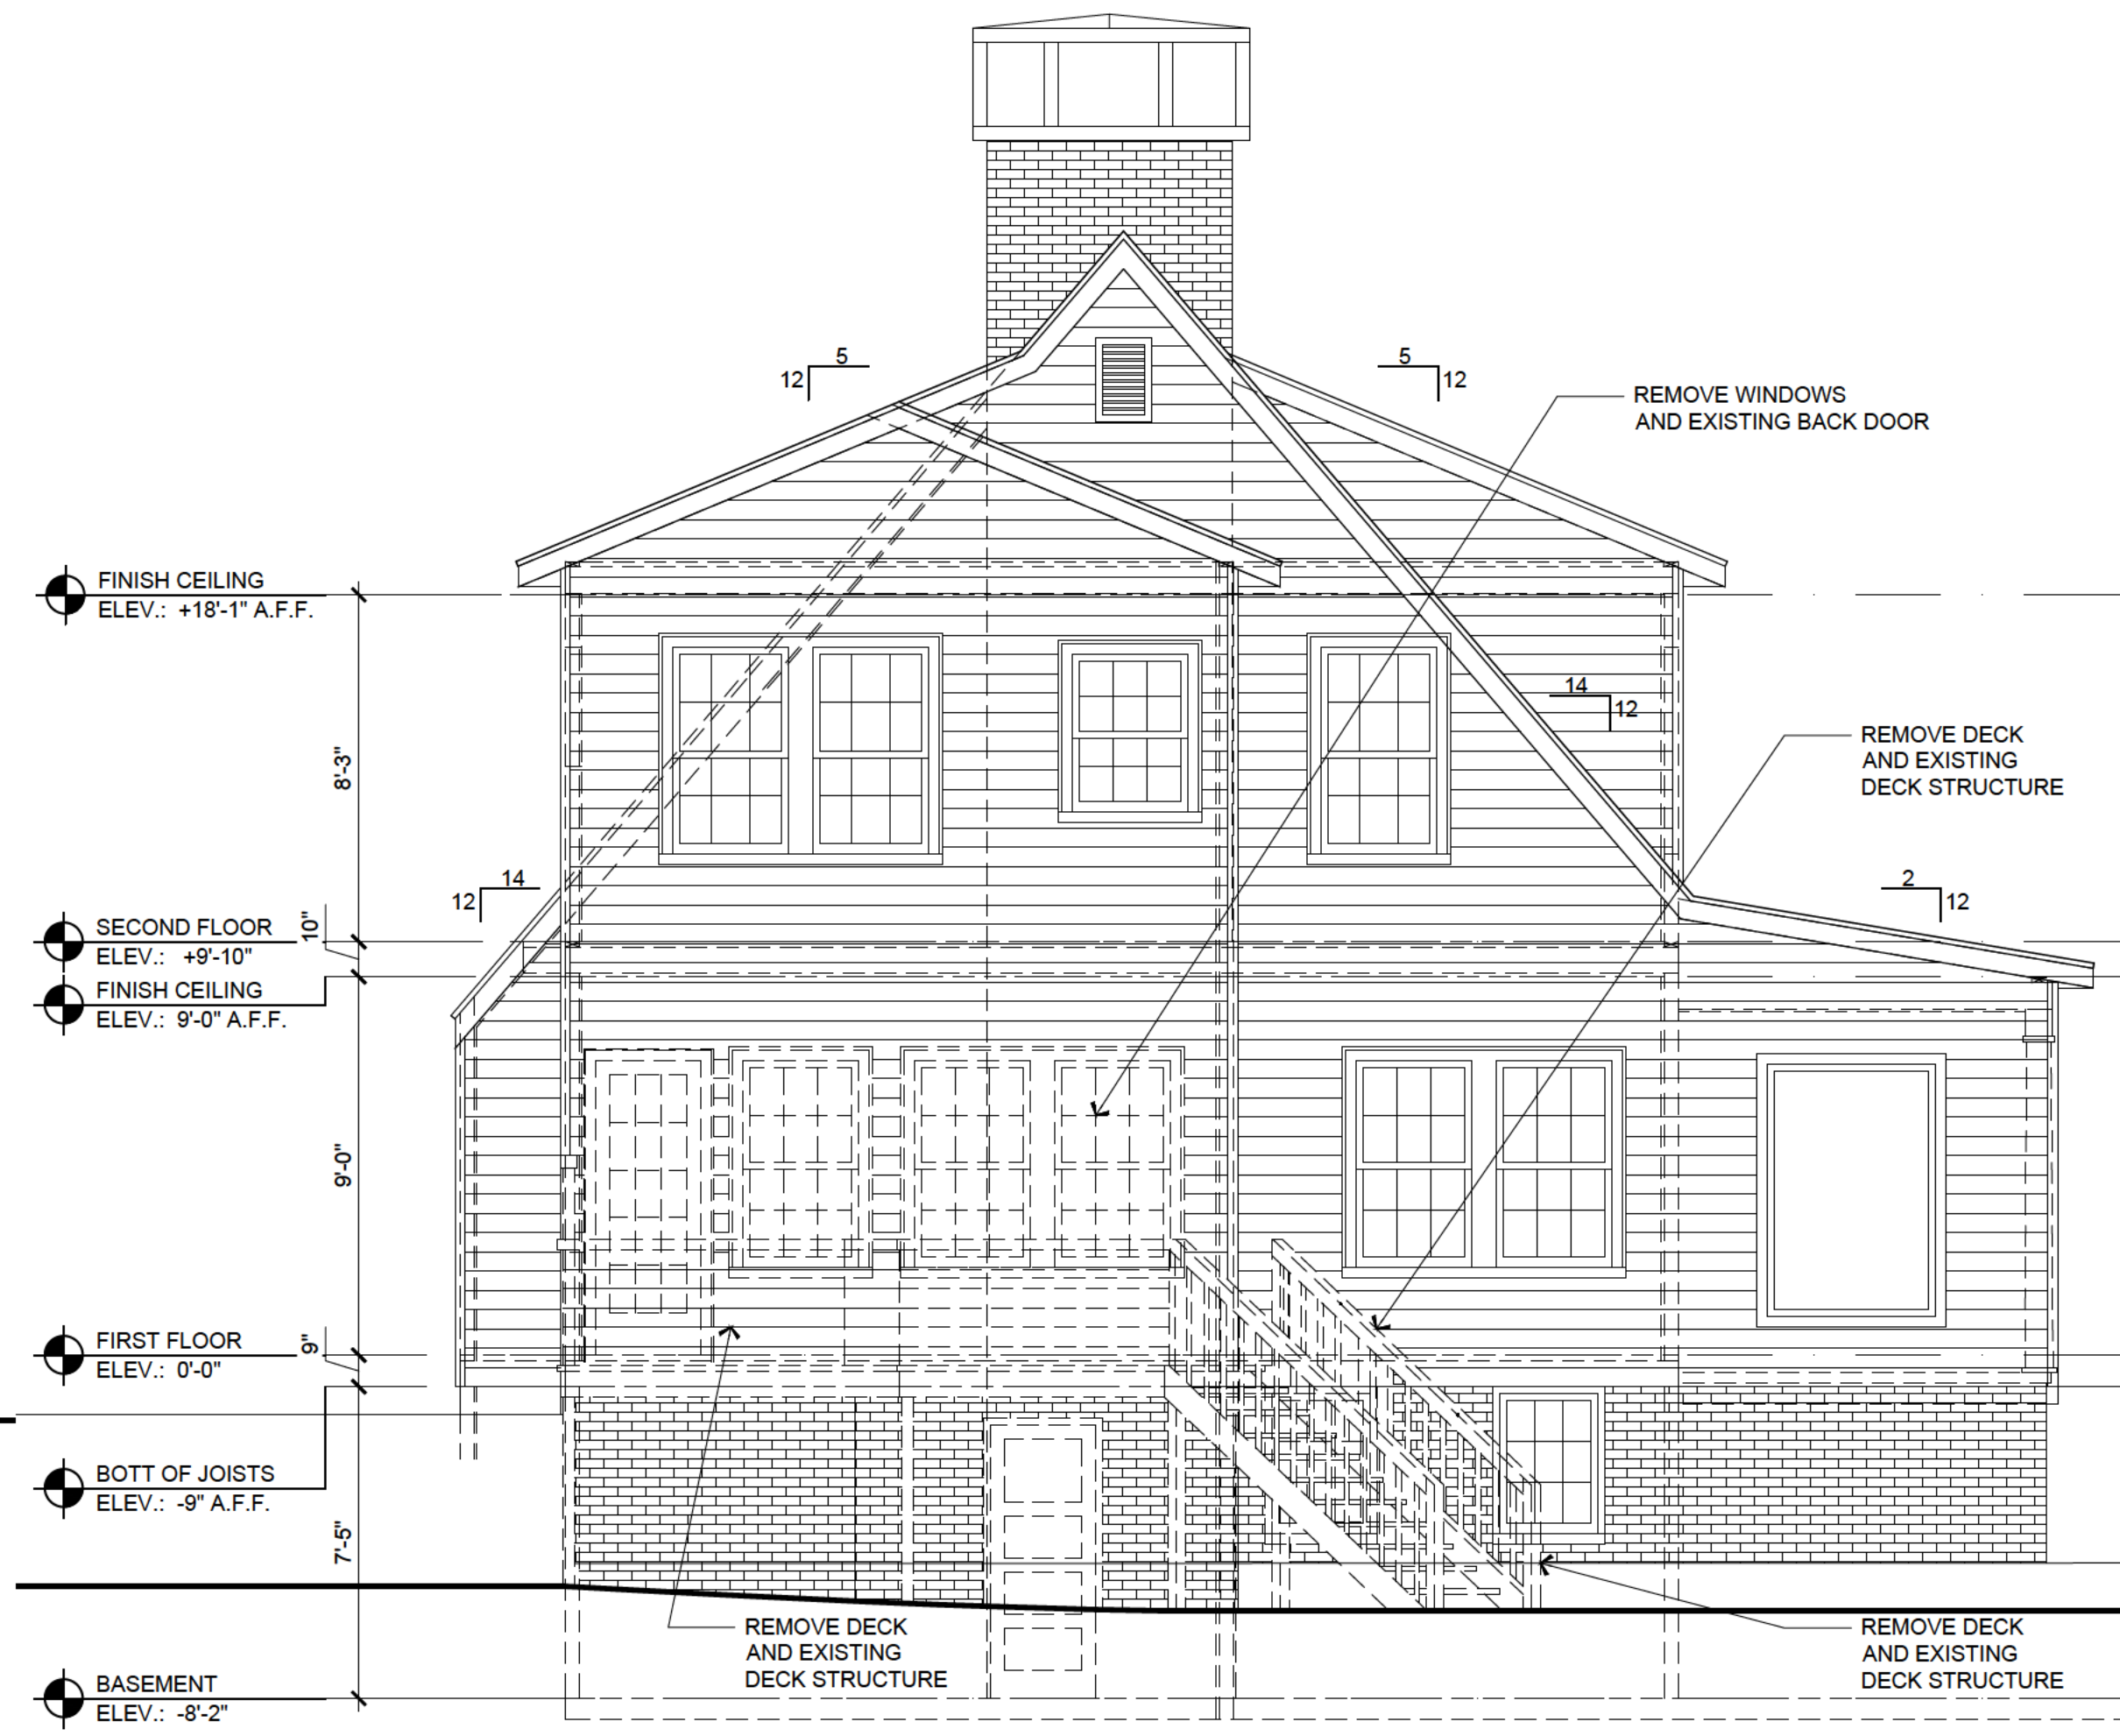 5
12
5
12
REMOVE WINDOWS
AND EXISTING BACK DOOR
FINISH CEILING
ELEV.: +18'-1" A.F.F.
14
12
REMOVE DECK
AND EXISTING
DECK STRUCTURE
8'-3"
14
12
2
12
SECOND FLOOR
ELEV.: +9'-10"
10"
FINISH CEILING
ELEV.: 9'-0" A.F.F.
9'-0"
FIRST FLOOR
ELEV.: 0'-0"
9"
BOTT OF JOISTS
ELEV.: -9" A.F.F.
7'-5"
REMOVE DECK
AND EXISTING
DECK STRUCTURE
REMOVE DECK
AND EXISTING
DECK STRUCTURE
BASEMENT
ELEV.: -8'-2"